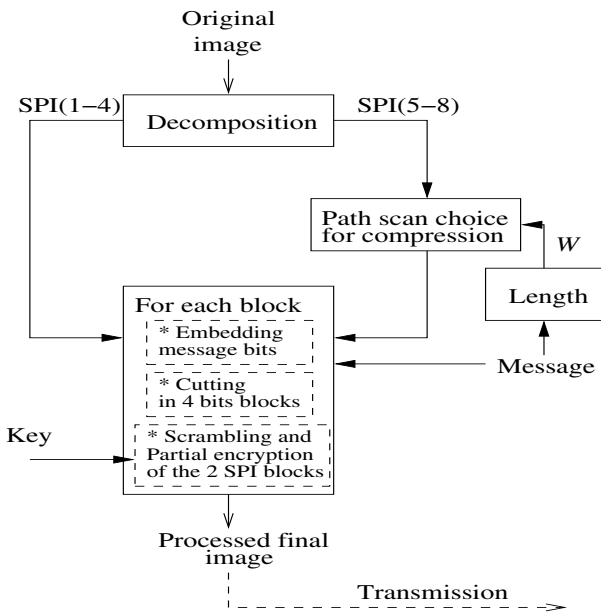 Original
image
SPI(1−4)
SPI(5−8)
Decomposition
Path scan choice
for compression
W
Length
For each block
* Embedding
message bits
Message
* Cutting
in 4 bits blocks
Key
* Scrambling and
Partial encryption
of the 2 SPI blocks
Processed final
image
Transmission